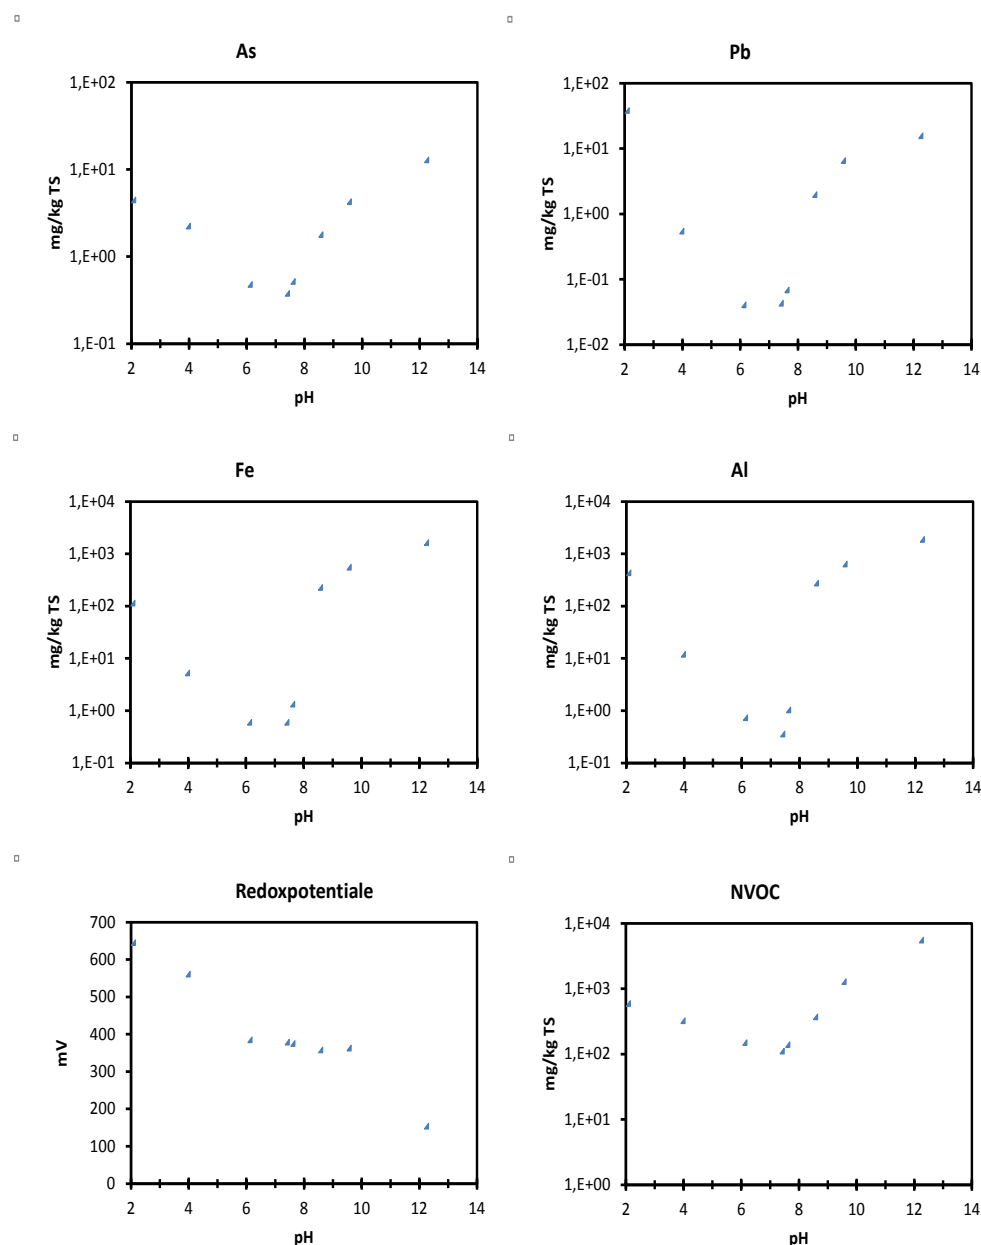 As
1,E+02
1,E+01
1,E+00
1,E-01
mg/kg TS
2 4 6 8 10 12 14
pH
Pb
1,E+02
1,E+01
1,E+00
1,E-01
1,E-02
mg/kg TS
2 4 6 8 10 12 14
pH
Fe
1,E+04
1,E+03
1,E+02
1,E+01
1,E+00
1,E-01
mg/kg TS
2 4 6 8 10 12 14
pH
Al
1,E+04
1,E+03
1,E+02
1,E+01
1,E+00
1,E-01
mg/kg TS
2 4 6 8 10 12 14
pH
Redoxpotentiale
700
600
500
400
300
200
100
0
mV
2 4 6 8 10 12 14
pH
NVOC
1,E+04
1,E+03
1,E+02
1,E+01
1,E+00
mg/kg TS
2 4 6 8 10 12 14
pH